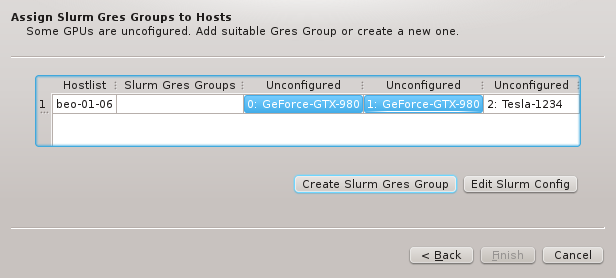 Assign Slurm Gres Groups to Hosts
Some GPUs are unconfigured. Add suitable Gres Group or create a new one.
Hostlist Slurm Gres Groups Unconfigured Unconfigured Unconfigured
1 beo-01-06 0: GeForce-GTX-980 1: GeForce-GTX-980 2: Tesla-1234
Create Slurm Gres Group Edit Slurm Config
< Back Finish Cancel